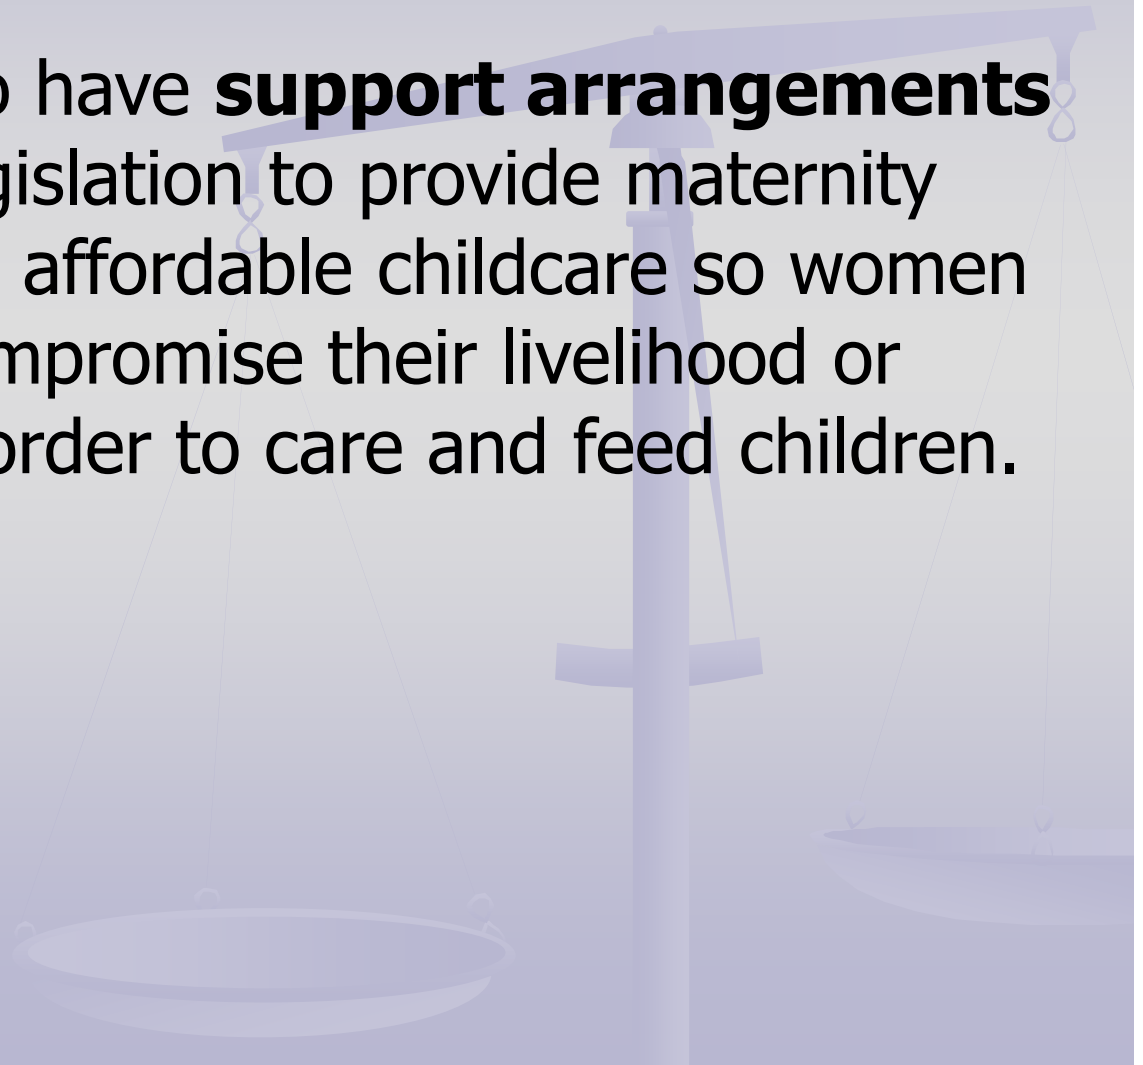 o have support arrangements
gislation to provide maternity
affordable childcare so women
mpromise their livelihood or
order to care and feed children.